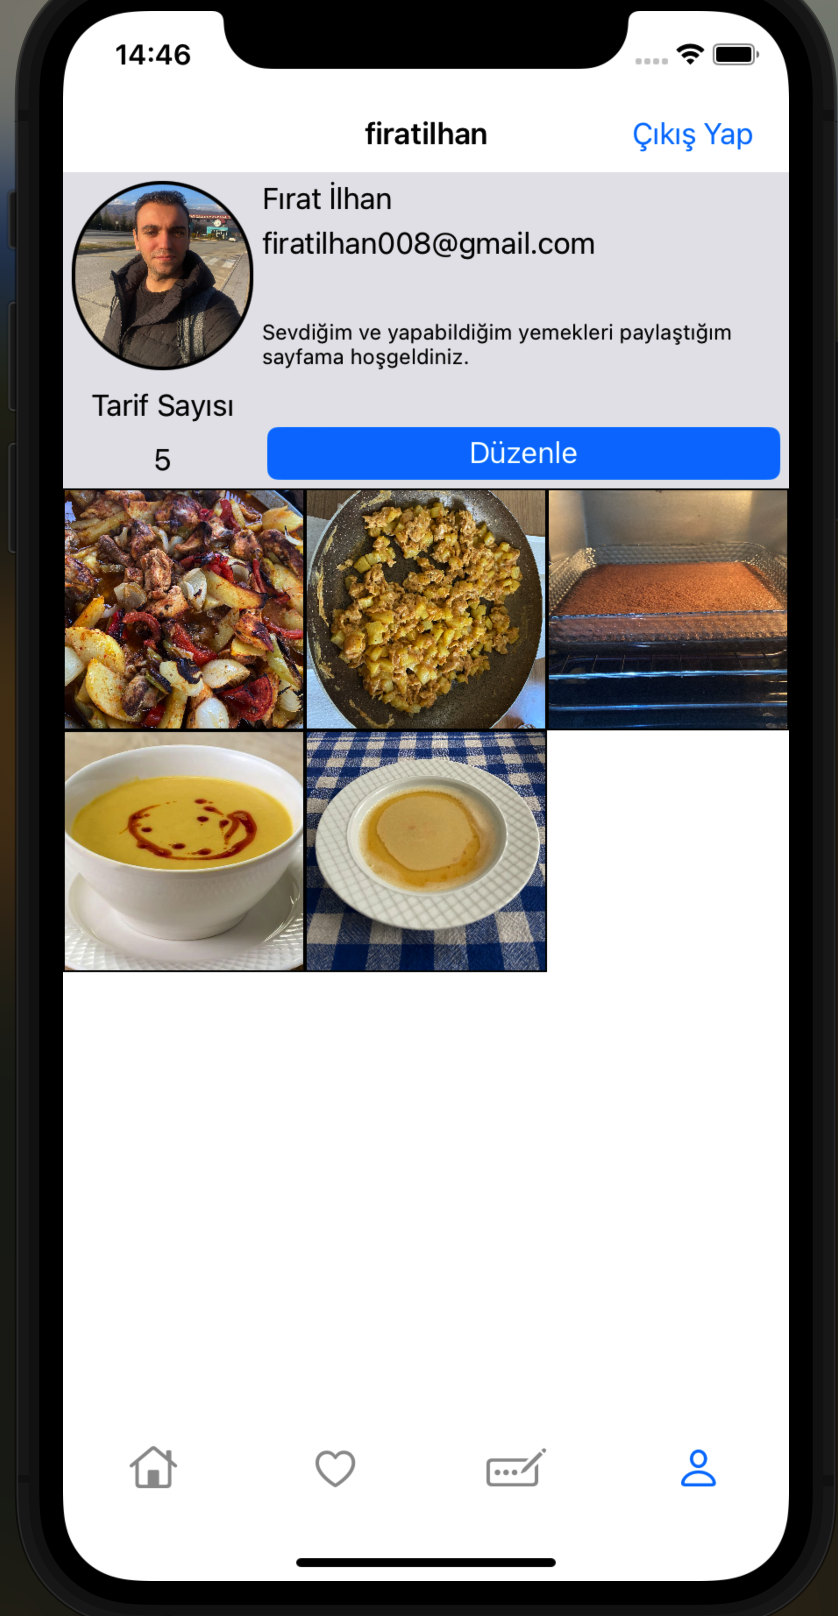 14:46
firatilhan
Çıkış Yap
Fırat İlhan
firatilhan008@gmail.com
Sevdiğim ve yapabildiğim yemekleri paylaştığım
sayfama hoşgeldiniz.
Tarif Sayısı
5
Düzenle